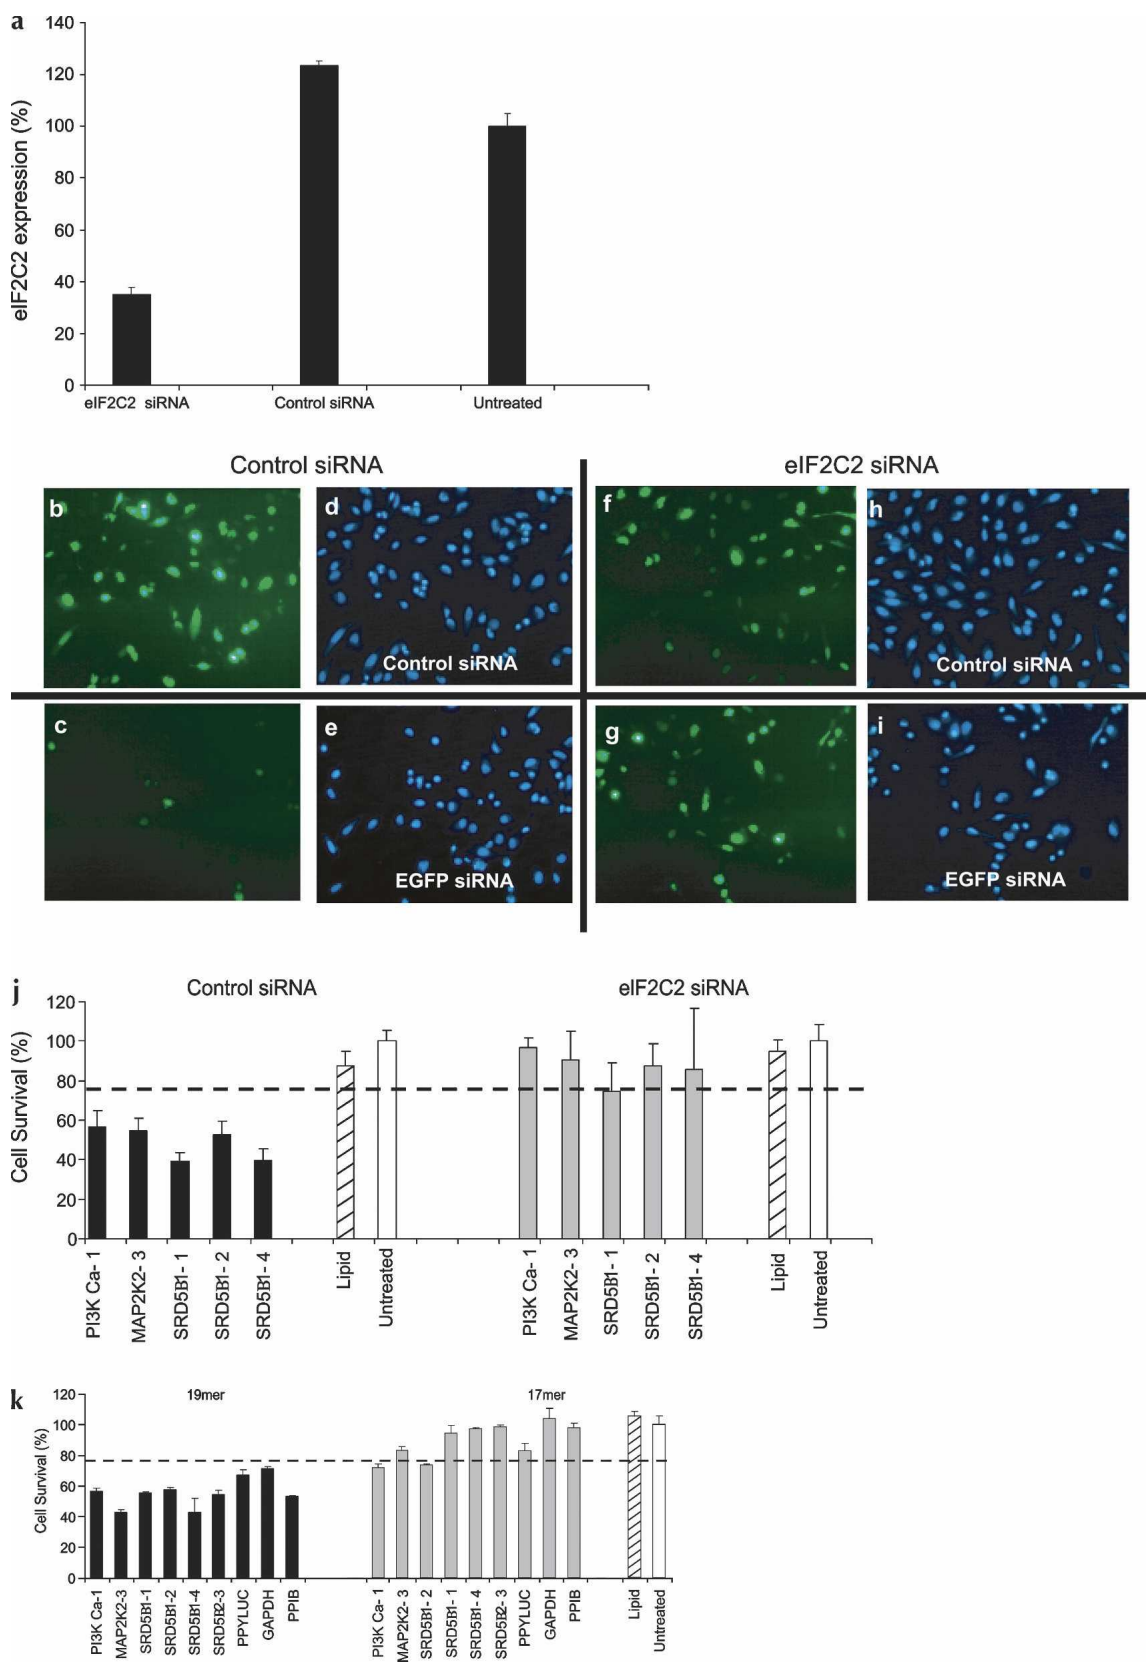 a
140
120
100
80
60
40
20
0
eIF2C2 expression (%)
eIF2C2 siRNA
Control siRNA
Untreated
Control siRNA
eIF2C2 siRNA
b
d
Control siRNA
f
h
Control siRNA
c
e
EGFP siRNA
g
i
EGFP siRNA
j
Control siRNA
eIF2C2 siRNA
120
100
80
60
40
20
0
Cell Survival (%)
PI3K Ca- 1
MAP2K2- 3
SRD5B1- 1
SRD5B1- 2
SRD5B1- 4
Lipid
Untreated
PI3K Ca- 1
MAP2K2- 3
SRD5B1- 1
SRD5B1- 2
SRD5B1- 4
Lipid
Untreated
k
19mer
17mer
120
100
80
60
40
20
0
Cell Survival (%)
PI3K Ca-1
MAP2K2-3
SRD5B1-1
SRD5B1-2
SRD5B1-4
SRD5B2-3
PPYLUC
GAPDH
PPIB
PI3K Ca- 1
MAP2K2- 3
SRD5B1- 2
SRD5B1- 1
SRD5B1- 4
SRD5B2- 3
PPYLUC
GAPDH
PPIB
Lipid
Untreated